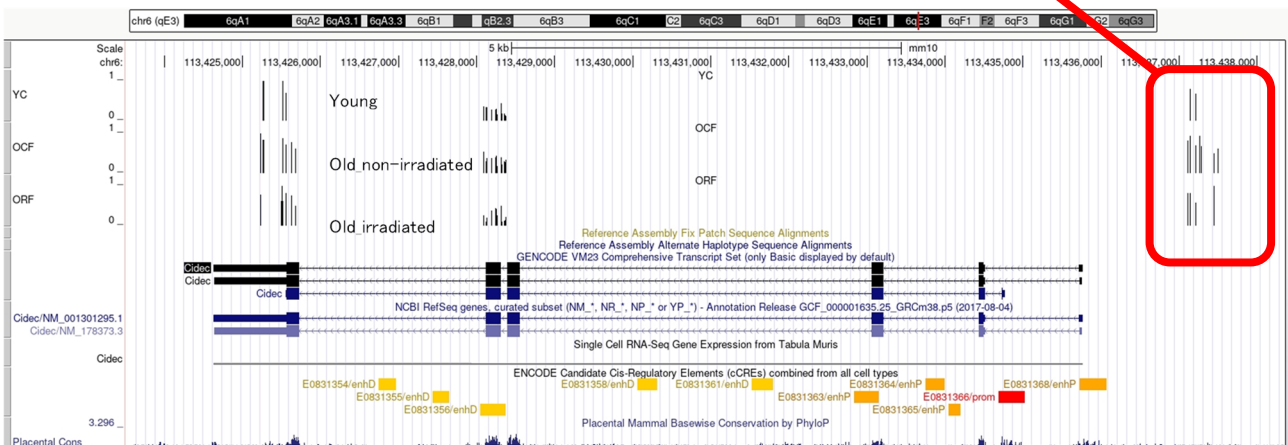 chr6 (qE3) 6qA1 6qA2 6qA3.1 6qA3.3 6qB1 qB2.3 6qB3 6qC1 C2 6qC3 6qD1 6qD3 6qE1 6qE3 6qF1 F2 6qF3 6qG1 G2 6qG3
Scale 5 kb mm10
chr6: 113,425,000 113,426,000 113,427,000 113,428,000 113,429,000 113,430,000 113,431,000 113,432,000 113,433,000 113,434,000 113,435,000 113,436,000 113,437,000 113,438,000
YC
1 _
YC Young
0 _
OCF
1 _
OCF Old_non-irradiated
0 _
ORF
1 _
ORF
0 _ Old_irradiated
Reference Assembly Fix Patch Sequence Alignments
Reference Assembly Alternate Haplotype Sequence Alignments
GENCODE VM23 Comprehensive Transcript Set (only Basic displayed by default)
Cidec
Cidec
Cidec
NCBI RefSeq genes, curated subset (NM_*, NR_*, NP_* or YP_*) - Annotation Release GCF_000001635.25_GRCm38.p5 (2017-08-04)
Cidec/NM_001301295.1
Cidec/NM_178373.3
Single Cell RNA-Seq Gene Expression from Tabula Muris
Cidec
ENCODE Candidate Cis-Regulatory Elements (cCREs) combined from all cell types
E0831354/enhD E0831358/enhD E0831361/enhD E0831364/enhP E0831368/enhP
E0831355/enhD E0831363/enhP E0831366/prom
E0831356/enhD E0831365/enhP
3.296 _ Placental Mammal Basewise Conservation by PhyloP
Placental Cons